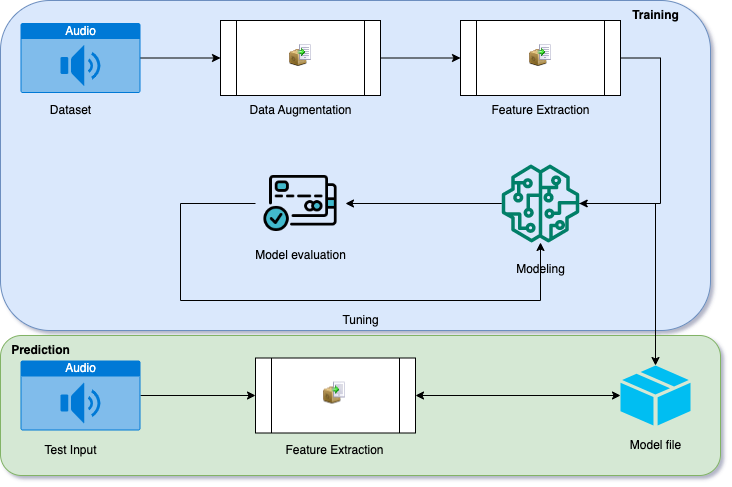 Training
Audio
Dataset
Data Augmentation
Feature Extraction
Model evaluation
Modeling
Tuning
Prediction
Audio
Test Input
Feature Extraction
Model file